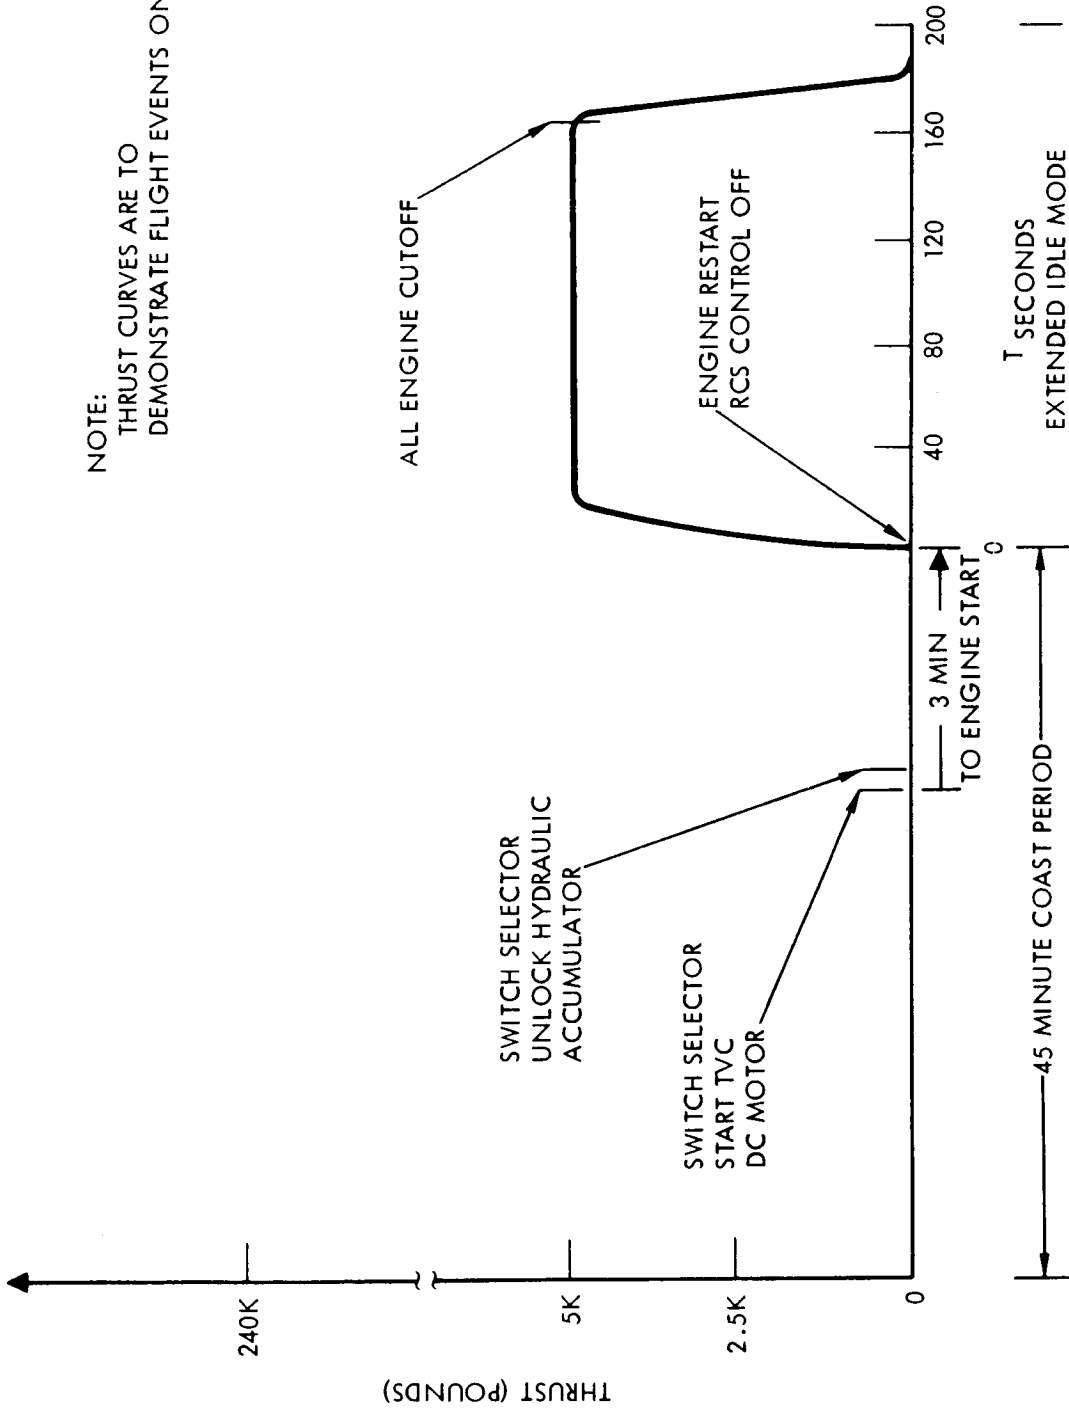 NOTE:
THRUST CURVES ARE TO
DEMONSTRATE FLIGHT EVENTS
ALL ENGINE CUTOFF
SWITCH SELECTOR
UNLOCK HYDRAULIC
ACCUMULATOR
SWITCH SELECTOR
START TVC
DC MOTOR
ENGINE RESTART
RCS CONTROL OFF
THRUST (POUNDS)
240K
5K
2.5K
0
3 MIN
TO ENGINE START
0
40
80
120
160
200
45 MINUTE COAST PERIOD
T SECONDS
EXTENDED IDLE MODE